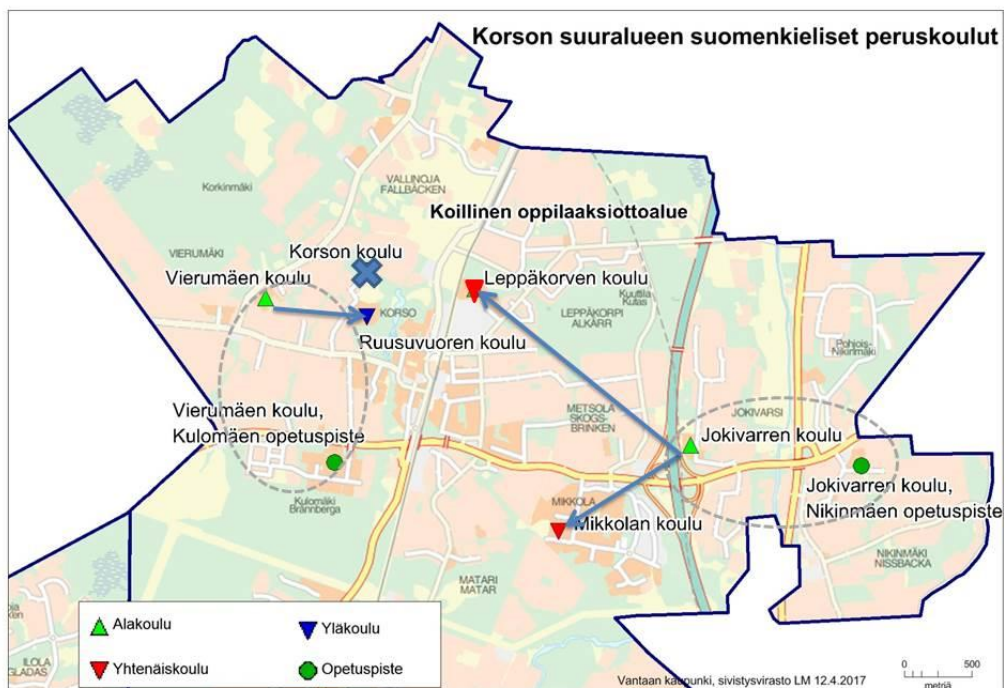 Korson suuralueen suomenkieliset peruskoulut
Korkinmäki
VALLINOJA
FALLBÄCKEN
Koillinen oppilaaksiottoalue
VIERUMÄKI
Korson koulu
Vierumäen koulu
Leppäkorven koulu
Kuuttila
Kutas
KORSO
LEPPÄKORPI
ALKÄRR
Ruusuvuoren koulu
Pohjois-
Nikinmäki
Vierumäen koulu,
Kulomäen opetuspiste
METSOLA
SKOGS-
BRINKEN
JOKIVARSI
Jokivarren koulu
Kulomäki
Brännberga
MIKKOLA
Mikkolan koulu
Jokivarren koulu,
Nikinmäen opetuspiste
NIKINMÄKI
NISSBACKA
MATARI
MATAR
ILOLA
GLADAS
Alakoulu
Yläkoulu
Yhtenäiskoulu
Opetuspiste
0 500
metriä
Vantaan kaupunki, sivistysvirasto LM 12.4.2017